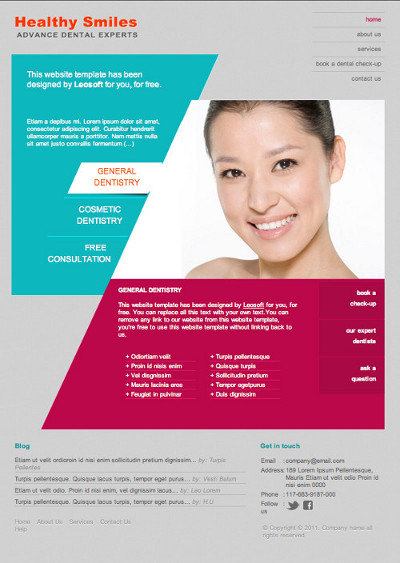 Healthy Smiles
ADVANCE DENTAL EXPERTS
home
about us
services
book a dental check-up
contact us
This website template has been
designed by Leosoft for you, for free.
Etiam a depibus mi. Lorem ipsum dolor sit amet,
consectetur adipiscing elit. Curabitur hendrerit
ullamcorper mauris a porttitor. Nam mattis nulla
sit amet justo convallis fermentum (...)
GENERAL
DENTISTRY
COSMETIC
DENTISTRY
FREE
CONSULTATION
GENERAL DENTISTRY
This website template has been designed by Leosoft for you, for
free. You can replace all this text with your own text.You can
remove any link to our website from this website template,
you're free to use this website template without linking back to
us.
+ Odiortiam velit
+ Proin id nisis enim
+ Vel dignissim
+ Mauris lacinia eros
+ Feugiat in pulvinar
+ Turpis pellentesque
+ Quisque turpis
+ Sollicitudin pretium
+ Tempor egetpurus
+ Duis dignissim
book a
check-up
our expert
dentists
ask a
question
Blog
Etiam ut velit ordioroin id nisi anim sollicitudin pretium dignissim... by: Turpis
Pellentas
Turpis pellentesque. Quisque lacus turpis, tempor eget purus... by: Vesti Bulum
Etiam ut velit odio. Proin id nisi enim, vel dignissim lacus... by: Leo Lorem
Turpis pellentesque. Quisque lacus turpis, tempor eget purus... by: H.O
Home About Us Services Contact Us
Help
Get in touch
Email : company@email.com
Address: 189 Lorem Ipsum Pellentes,
Mauris Etiam ut velit odio Proin id
nisi enim 0000
Phone : 117-683-9187-000
Follow :
us
© Copyright © 2011. Company name all
rights reserved